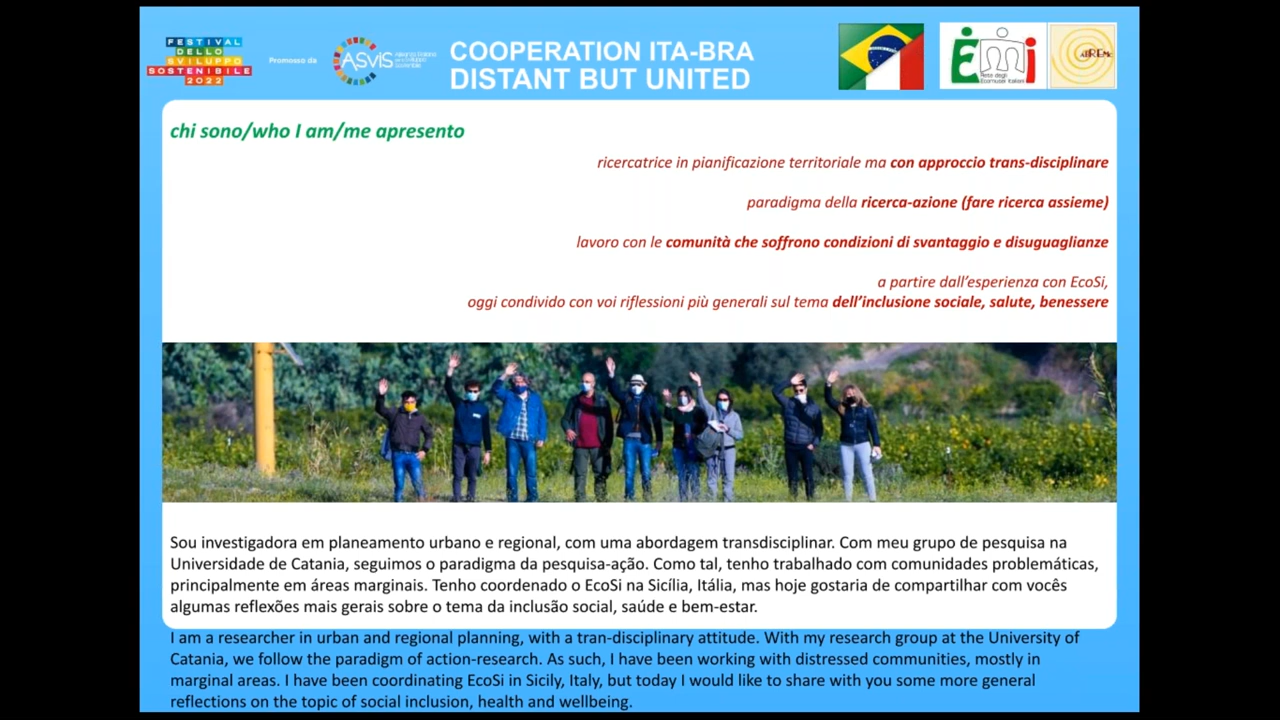 FESTIVAL
DELLO
SVILUPPO
SOSTENIBILE
2022
Promosso da
ASVIS
Alleanza Italiana
per lo Sviluppo
Sostenibile
COOPERATION ITA-BRA
DISTANT BUT UNITED
Rete degli
Ecomusei Italiani
chi sono/who I am/me apresento
ricercatrice in pianificazione territoriale ma con approccio trans-disciplinare
paradigma della ricerca-azione (fare ricerca assieme)
lavoro con le comunità che soffrono condizioni di svantaggio e disuguaglianze
a partire dall’esperienza con EcoSi,
oggi condivido con voi riflessioni più generali sul tema dell’inclusione sociale, salute, benessere
Sou investigadora em planeamento urbano e regional, com uma abordagem transdisciplinar. Com meu grupo de pesquisa na
Universidade de Catania, seguimos o paradigma da pesquisa-ação. Como tal, tenho trabalhado com comunidades problemáticas,
principalmente em áreas marginais. Tenho coordenado o EcoSi na Sicília, Itália, mas hoje gostaria de compartilhar com vocês
algumas reflexões mais gerais sobre o tema da inclusão social, saúde e bem-estar.
I am a researcher in urban and regional planning, with a tran-disciplinary attitude. With my research group at the University of
Catania, we follow the paradigm of action-research. As such, I have been working with distressed communities, mostly in
marginal areas. I have been coordinating EcoSi in Sicily, Italy, but today I would like to share with you some more general
reflections on the topic of social inclusion, health and wellbeing.